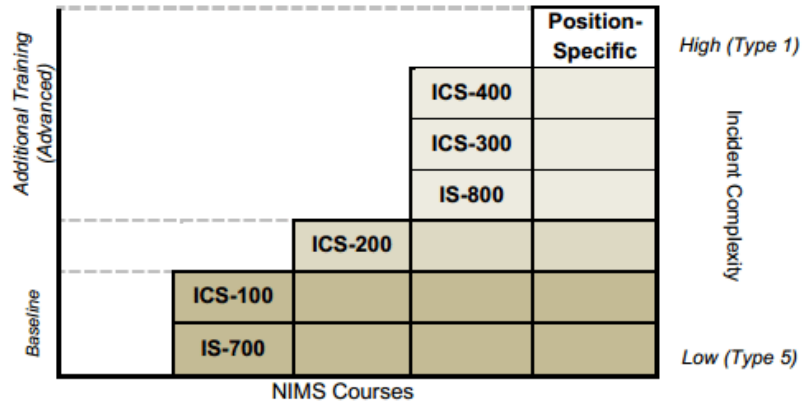 Position-
Specific
High (Type 1)
Additional Training
(Advanced)
ICS-400
ICS-300
IS-800
Incident Complexity
ICS-200
ICS-100
Baseline
IS-700
Low (Type 5)
NIMS Courses